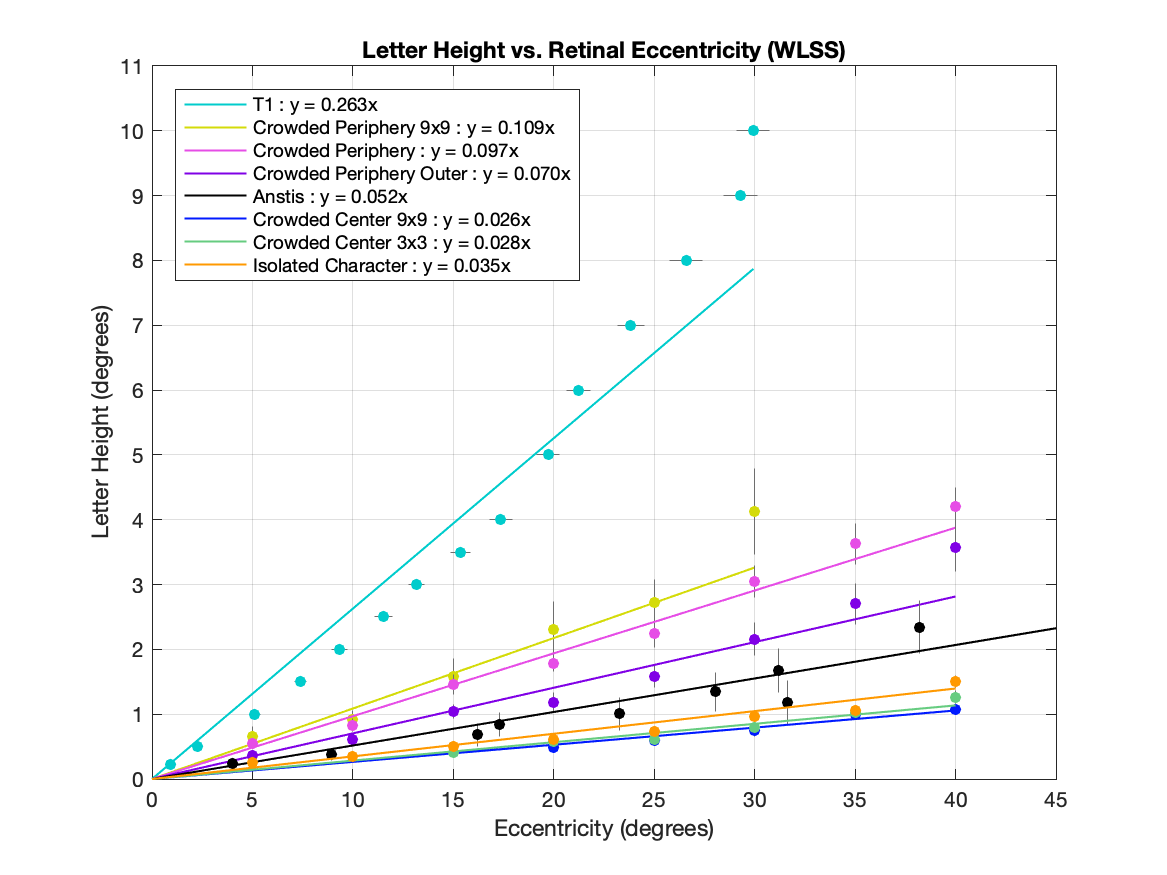 Letter Height vs. Retinal Eccentricity (WLSS)
11
10
9
8
7
6
5
4
3
2
1
0
Letter Height (degrees)
T1 : y = 0.263x
Crowded Periphery 9x9 : y = 0.109x
Crowded Periphery : y = 0.097x
Crowded Periphery Outer : y = 0.070x
Anstis : y = 0.052x
Crowded Center 9x9 : y = 0.026x
Crowded Center 3x3 : y = 0.028x
Isolated Character : y = 0.035x
0 5 10 15 20 25 30 35 40 45
Eccentricity (degrees)